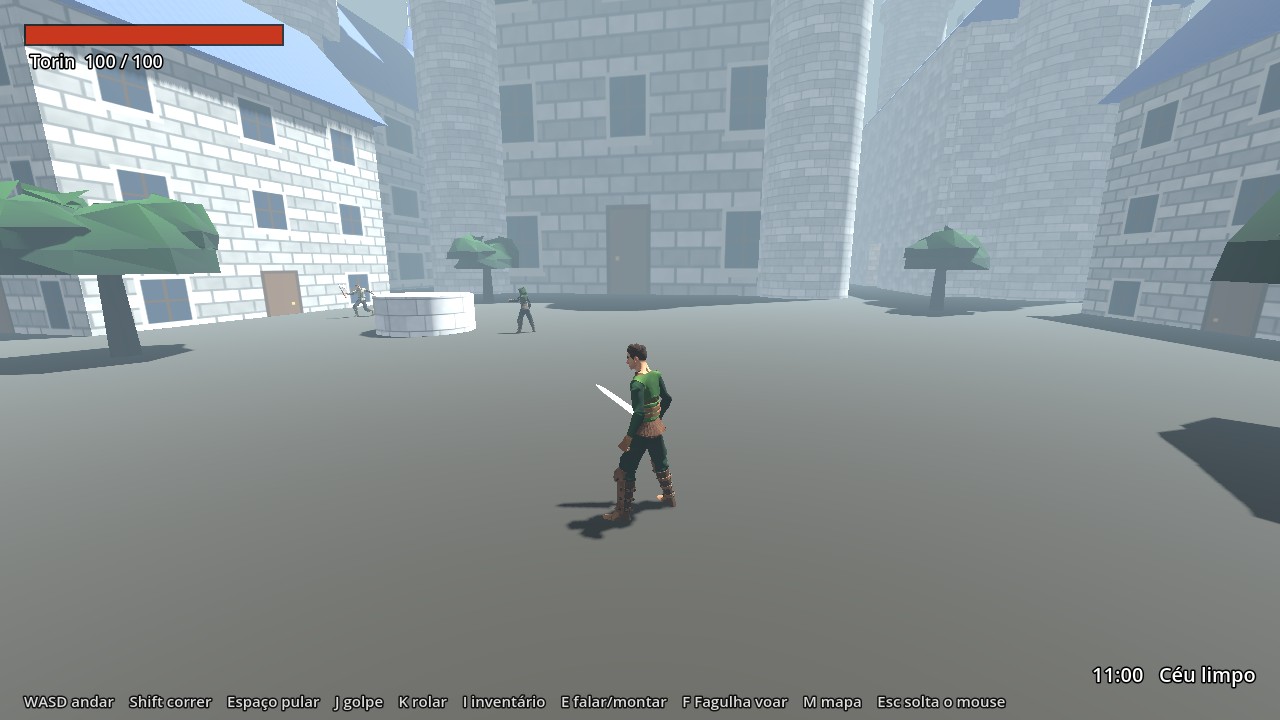 Torin 100 / 100
11:00 Céu limpo
WASD andar Shift correr Espaço pular J golpe K rolar I inventário E falar/montar F Fagulha voar M mapa Esc solta o mouse